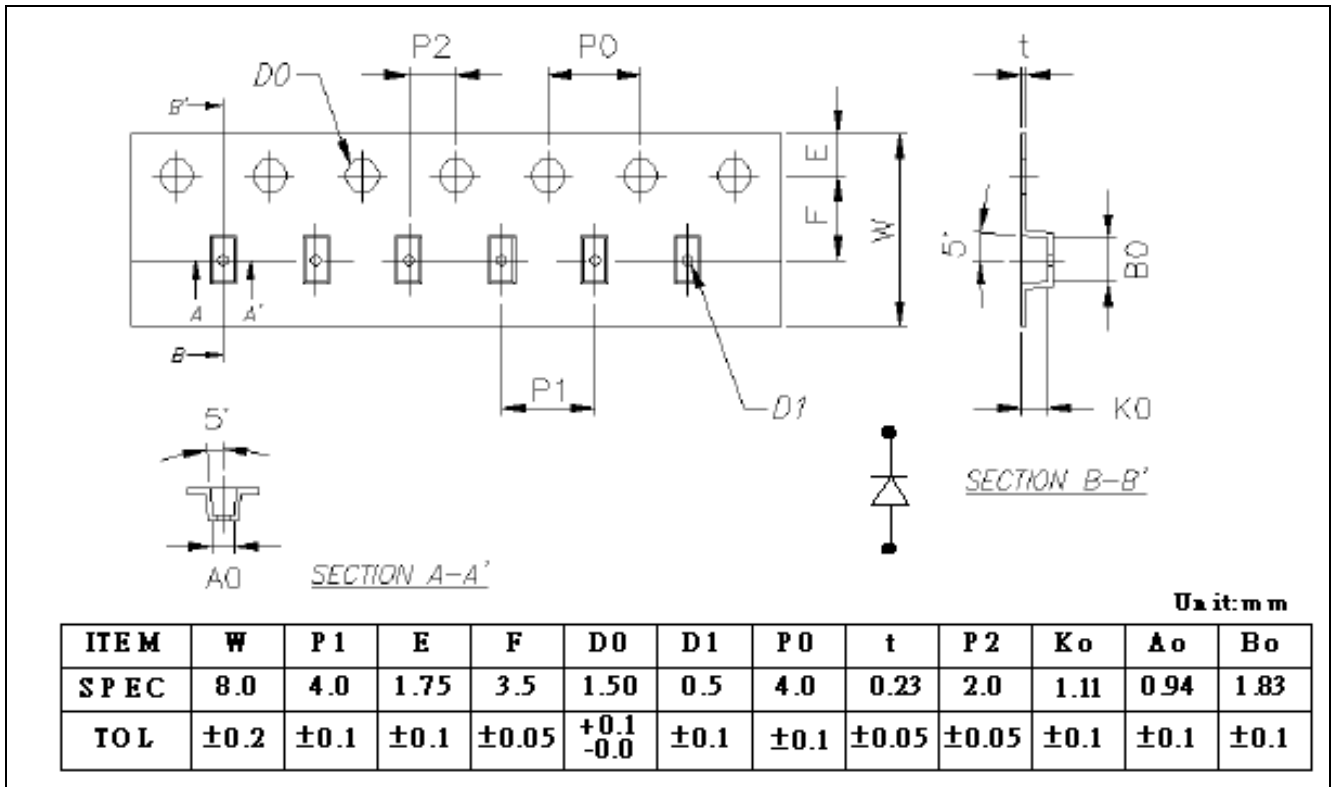 P2
P0
t
D0
B'
E
F
W
5'
B0
A
A'
B
P1
D1
K0
5'
SECTION B-B'
A0
SECTION A-A'
Unit:mm
ITEM W P1 E F D0 D1 P0 t P2 Ko Ao Bo
SPEC 8.0 4.0 1.75 3.5 1.50 0.5 4.0 0.23 2.0 1.11 0.94 1.83
TOL ±0.2 ±0.1 ±0.1 ±0.05 +0.1 -0.0 ±0.1 ±0.1 ±0.05 ±0.05 ±0.1 ±0.1 ±0.1